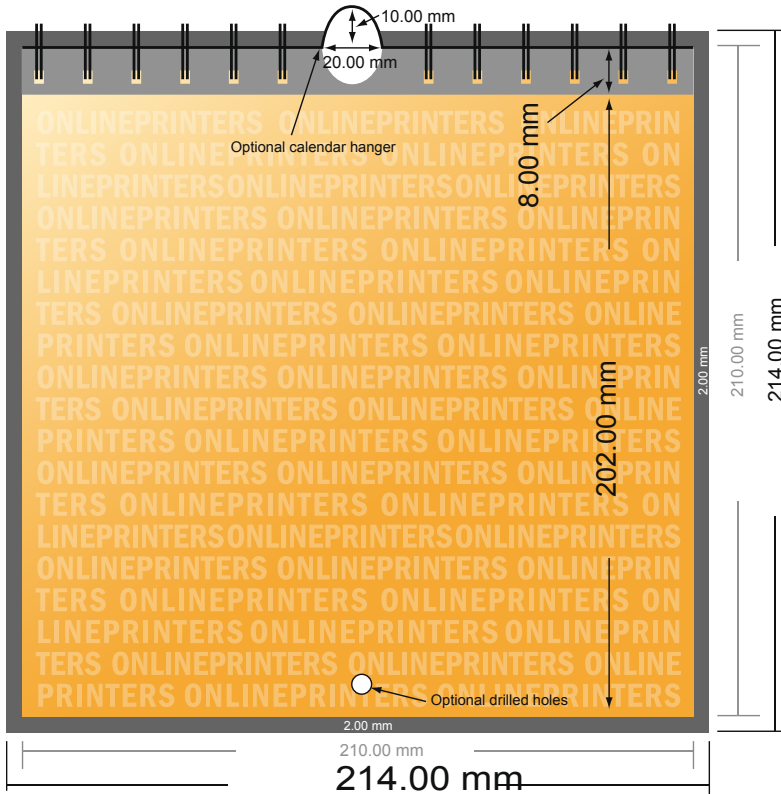 10.00 mm
20.00 mm
ONLINEPRINTERS ONLINEPRINTERS ONLINEPRIN
Optional calendar hanger
8.00 mm
TERS ONLINEPRINTERS ONLINEPRINTERS ON
LINEPRINTERSONLINEPRINTERSONLINEPRINTERS
ONLINEPRINTERS ONLINEPRINTERS ONLINEPRIN
TERS ONLINEPRINTERS ONLINEPRINTERS ON
LINEPRINTERS ONLINEPRINTERS ONLINEPRIN
TERS ONLINEPRINTERS ONLINEPRINTERS ONLINE
PRINTERS ONLINEPRINTERS ONLINEPRINTERS
ONLINEPRINTERS ONLINEPRINTERS ONLINEPRIN
TERS ONLINEPRINTERS ONLINEPRINTERS ONLINE
PRINTERS ONLINEPRINTERS ONLINEPRINTERS
ONLINEPRINTERS ONLINEPRINTERS ONLINEPRIN
TERS ONLINEPRINTERS ONLINEPRINTERS ON
LINEPRINTERSONLINEPRINTERSONLINEPRINTERS
ONLINEPRINTERS ONLINEPRINTERS ONLINEPRIN
TERS ONLINEPRINTERS ONLINEPRINTERS ON
LINEPRINTERS ONLINEPRINTERS ONLINEPRIN
TERS ONLINEPRINTERS ONLINEPRINTERS ONLINE
PRINTERS ONLINEPRINTERS ONLINEPRINTERS
202.00 mm
2.00 mm
210.00 mm
214.00 mm
Optional drilled holes
2.00 mm
210.00 mm
214.00 mm